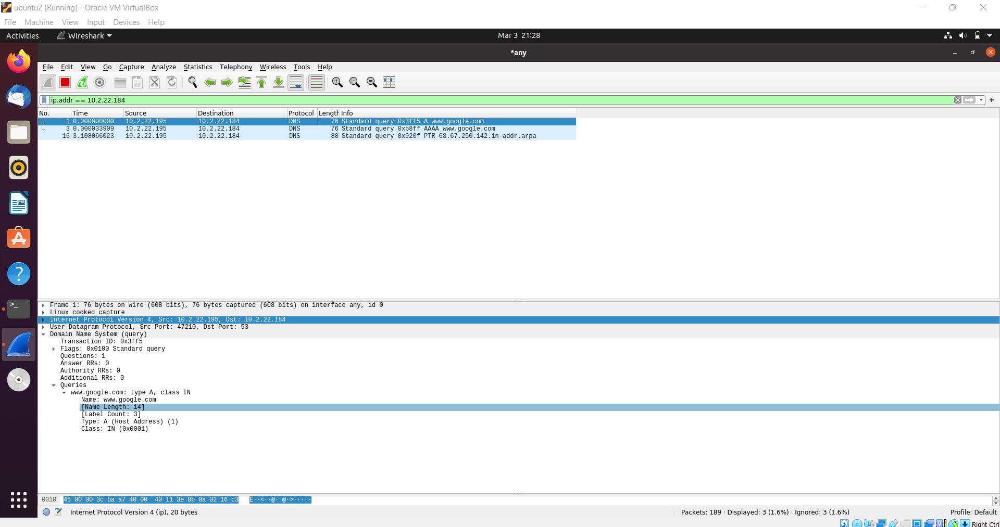 ubuntu2 [Running] - Oracle VM VirtualBox
File Machine View Input Devices Help
Activities Wireshark Mar 3 21:28
*any
File Edit View Go Capture Analyze Statistics Telephony Wireless Tools Help
ip.addr == 10.2.22.184
No. Time Source Destination Protocol Length Info
1 0.000000000 10.2.22.195 10.2.22.184 DNS 76 Standard query 0x3ff5 A www.google.com
3 0.000033909 10.2.22.195 10.2.22.184 DNS 76 Standard query 0xb8ff AAAA www.google.com
16 3.108066023 10.2.22.195 10.2.22.184 DNS 88 Standard query 0x920f PTR 68.67.250.142.in-addr.arpa
Frame 1: 76 bytes on wire (608 bits), 76 bytes captured (608 bits) on interface any, id 0
Linux cooked capture
Internet Protocol Version 4, Src: 10.2.22.195, Dst: 10.2.22.184
User Datagram Protocol, Src Port: 47210, Dst Port: 53
Domain Name System (query)
Transaction ID: 0x3ff5
Flags: 0x0100 Standard query
Questions: 1
Answer RRs: 0
Authority RRs: 0
Additional RRs: 0
Queries
www.google.com: type A, class IN
Name: www.google.com
[Name Length: 14]
[Label Count: 3]
Type: A (Host Address) (1)
Class: IN (0x0001)
0010 45 00 00 3c ba a7 40 00 40 11 3e 8b 0a 02 16 c3 E··<··@· @·>·····
Internet Protocol Version 4 (ip), 20 bytes Packets: 189 · Displayed: 3 (1.6%) · Ignored: 3 (1.6%) Profile: Default
Right Ctrl